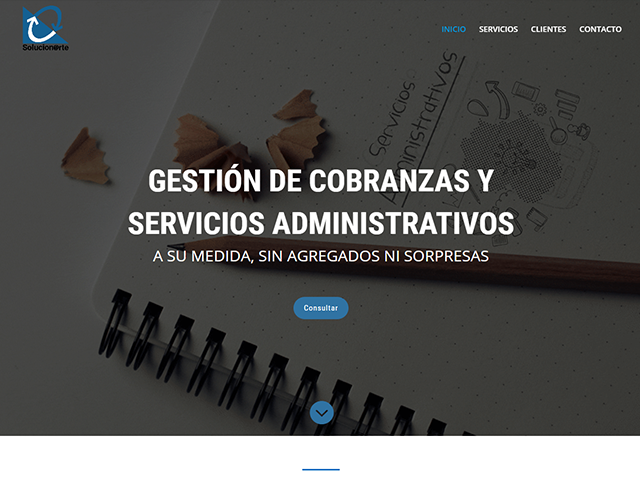 Solucionarte
INICIO
SERVICIOS
CLIENTES
CONTACTO
Servicios
Administrativos
GESTIÓN DE COBRANZAS Y
SERVICIOS ADMINISTRATIVOS
A SU MEDIDA, SIN AGREGADOS NI SORPRESAS
Consultar